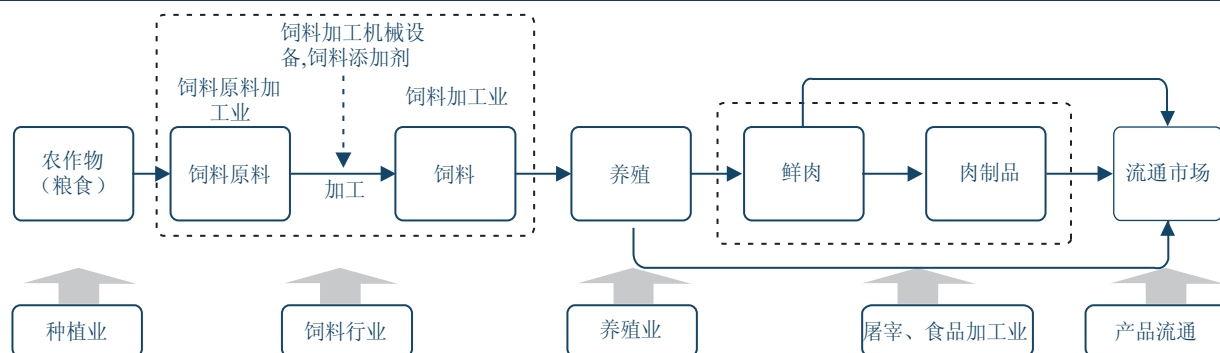 饲料加工机械设
备,饲料添加剂
饲料原料加
工业
饲料加工业
农作物
（粮食）
饲料原料
加工
饲料
养殖
鲜肉
肉制品
流通市场
种植业
饲料行业
养殖业
屠宰、食品加工业
产品流通